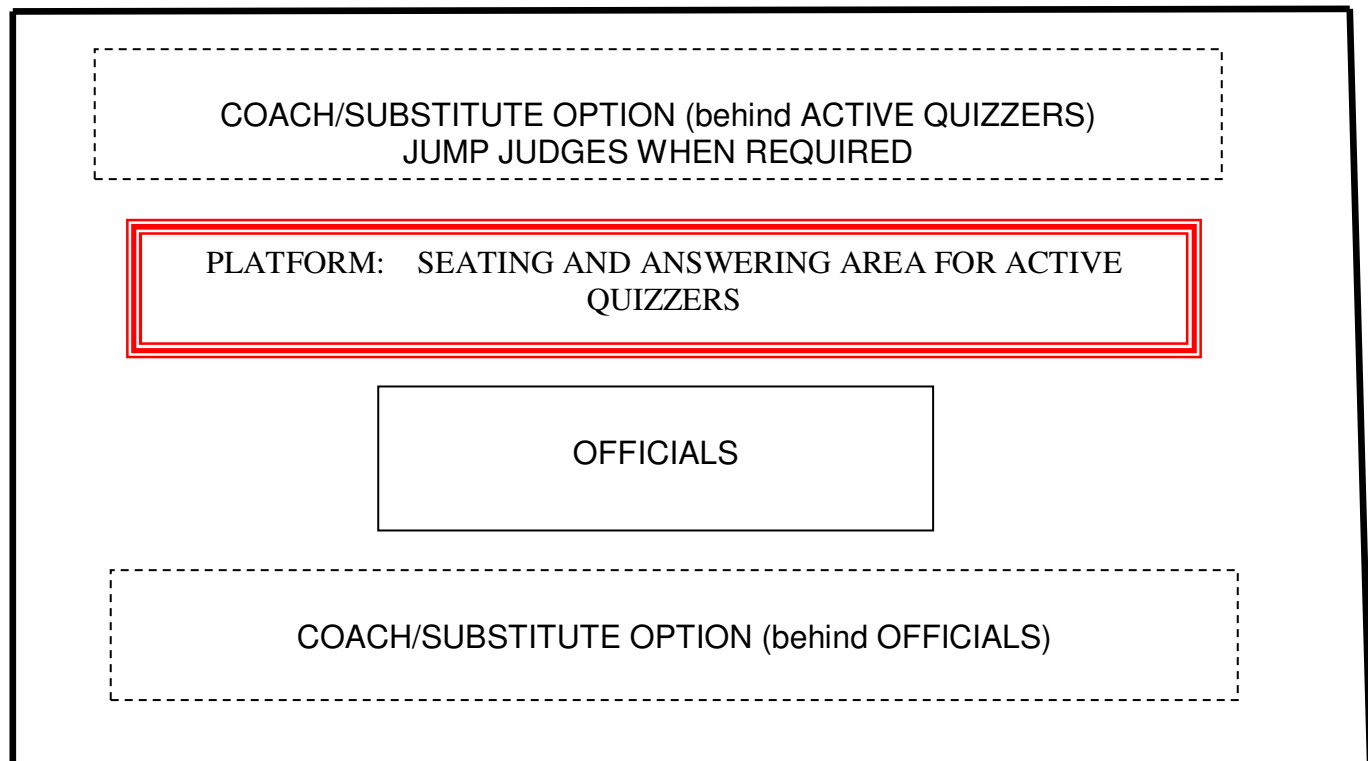 COACH/SUBSTITUTE OPTION (behind ACTIVE QUIZZERS)
JUMP JUDGES WHEN REQUIRED
PLATFORM: SEATING AND ANSWERING AREA FOR ACTIVE
QUIZZERS
OFFICIALS
COACH/SUBSTITUTE OPTION (behind OFFICIALS)